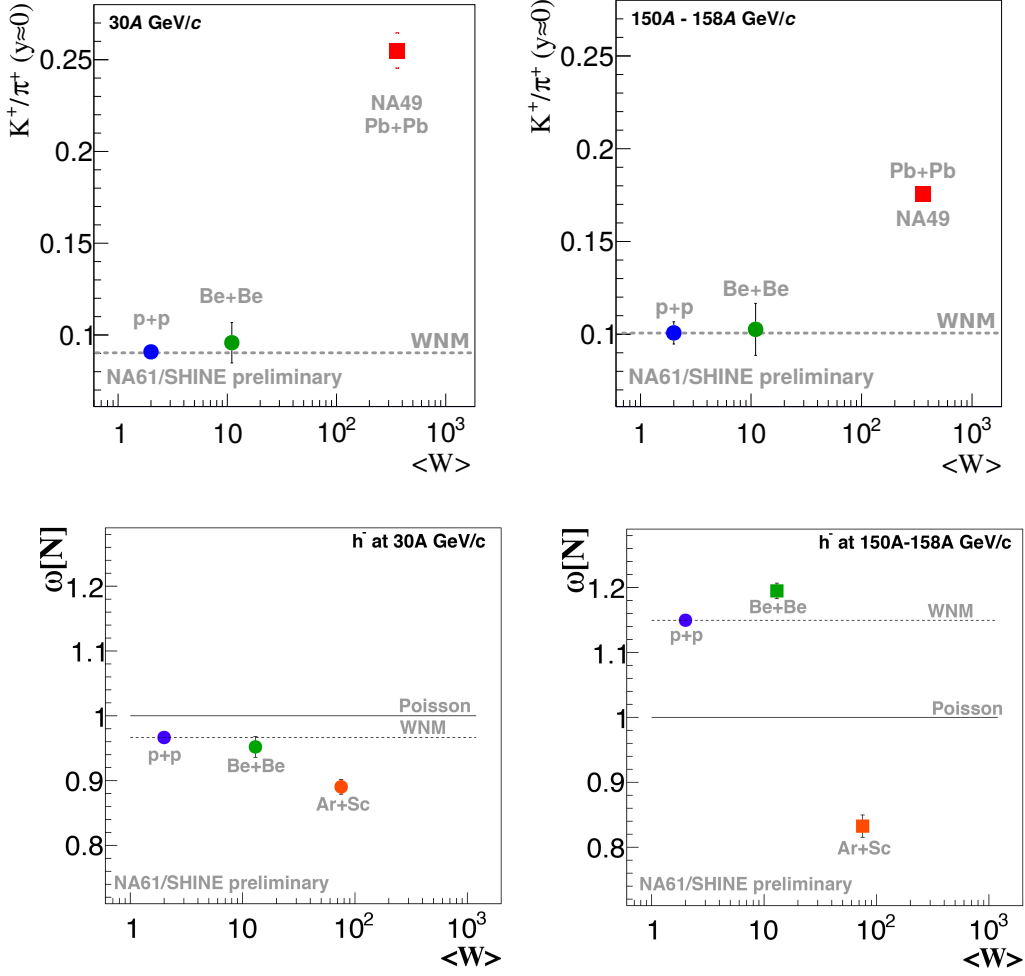 30A GeV/c
K⁺/π⁺ (y≈0)
0.25
0.2
0.15
0.1
NA49
Pb+Pb
Be+Be
p+p
WNM
NA61/SHINE preliminary
1
10
10²
10³
<W>
150A - 158A GeV/c
K⁺/π⁺ (y≈0)
0.25
0.2
0.15
0.1
Pb+Pb
NA49
Be+Be
p+p
WNM
NA61/SHINE preliminary
1
10
10²
10³
<W>
h⁻ at 30A GeV/c
ω[N]
1.2
1.1
1
0.9
0.8
Poisson
WNM
p+p
Be+Be
Ar+Sc
NA61/SHINE preliminary
1
10
10²
10³
<W>
h⁻ at 150A-158A GeV/c
ω[N]
1.2
1.1
1
0.9
0.8
Be+Be
WNM
p+p
Poisson
Ar+Sc
NA61/SHINE preliminary
1
10
10²
10³
<W>